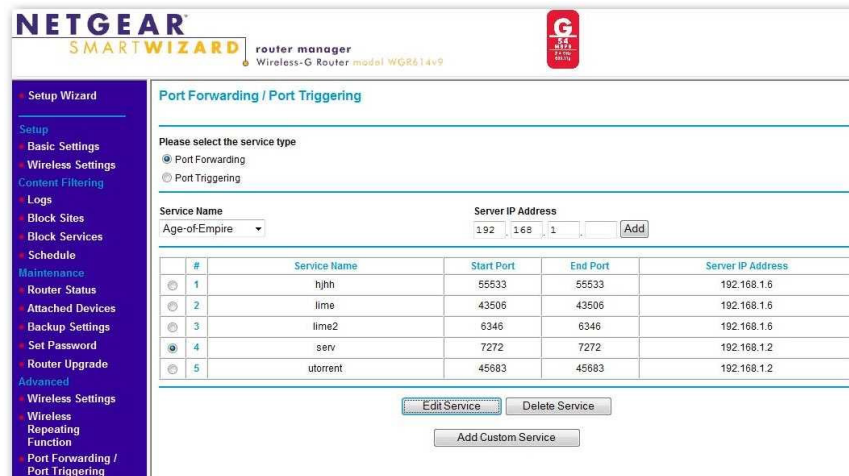 NETGEAR
SMARTWIZARD router manager
Wireless-G Router model WGR614v9
G
54
MBPS
Setup Wizard
Setup
Basic Settings
Wireless Settings
Content Filtering
Logs
Block Sites
Block Services
Schedule
Maintenance
Router Status
Attached Devices
Backup Settings
Set Password
Router Upgrade
Advanced
Wireless Settings
Wireless
Repeating
Function
Port Forwarding /
Port Triggering
Port Forwarding / Port Triggering
Please select the service type
Port Forwarding
Port Triggering
Service Name Server IP Address
Age-of-Empire 192 . 168 . 1 . Add
# Service Name Start Port End Port Server IP Address
1 hjhh 55533 55533 192.168.1.6
2 lime 43506 43506 192.168.1.6
3 lime2 6346 6346 192.168.1.6
4 serv 7272 7272 192.168.1.2
5 utorrent 45683 45683 192.168.1.2
Edit Service Delete Service
Add Custom Service